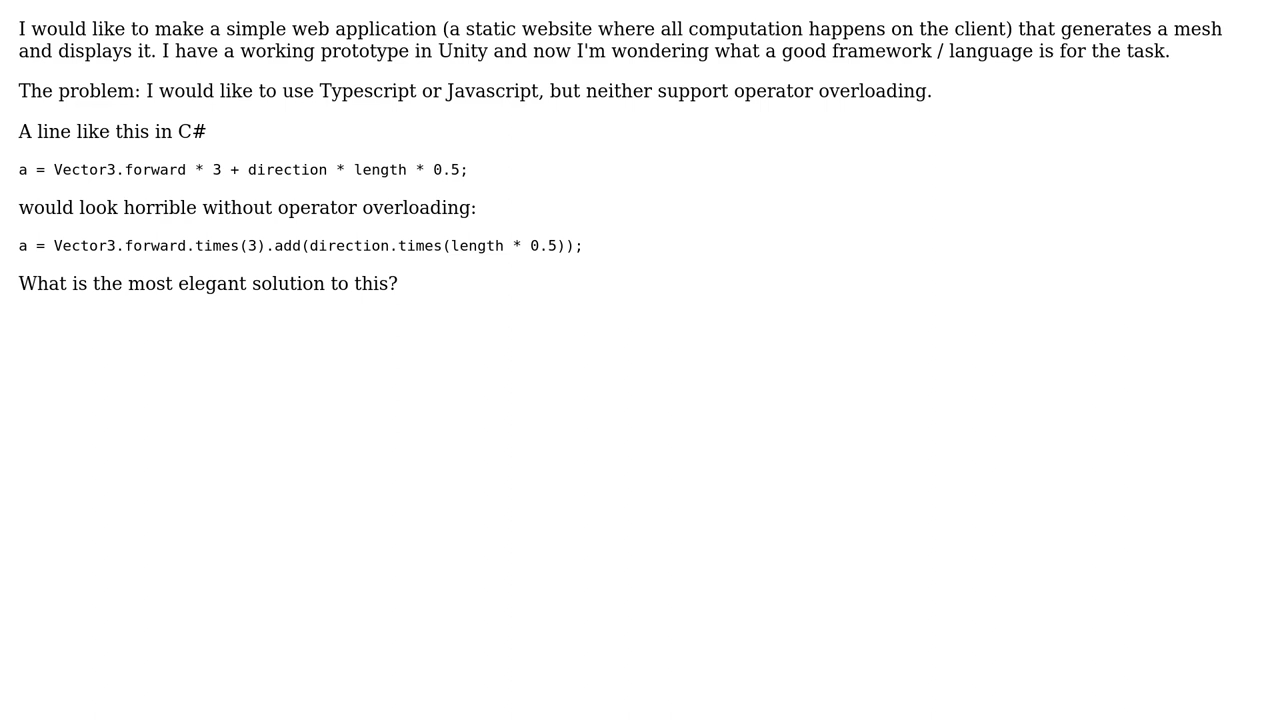 I would like to make a simple web application (a static website where all computation happens on the client) that generates a mesh
and displays it. I have a working prototype in Unity and now I'm wondering what a good framework / language is for the task.
The problem: I would like to use Typescript or Javascript, but neither support operator overloading.
A line like this in C#
a = Vector3.forward * 3 + direction * length * 0.5;
would look horrible without operator overloading:
a = Vector3.forward.times(3).add(direction.times(length * 0.5));
What is the most elegant solution to this?